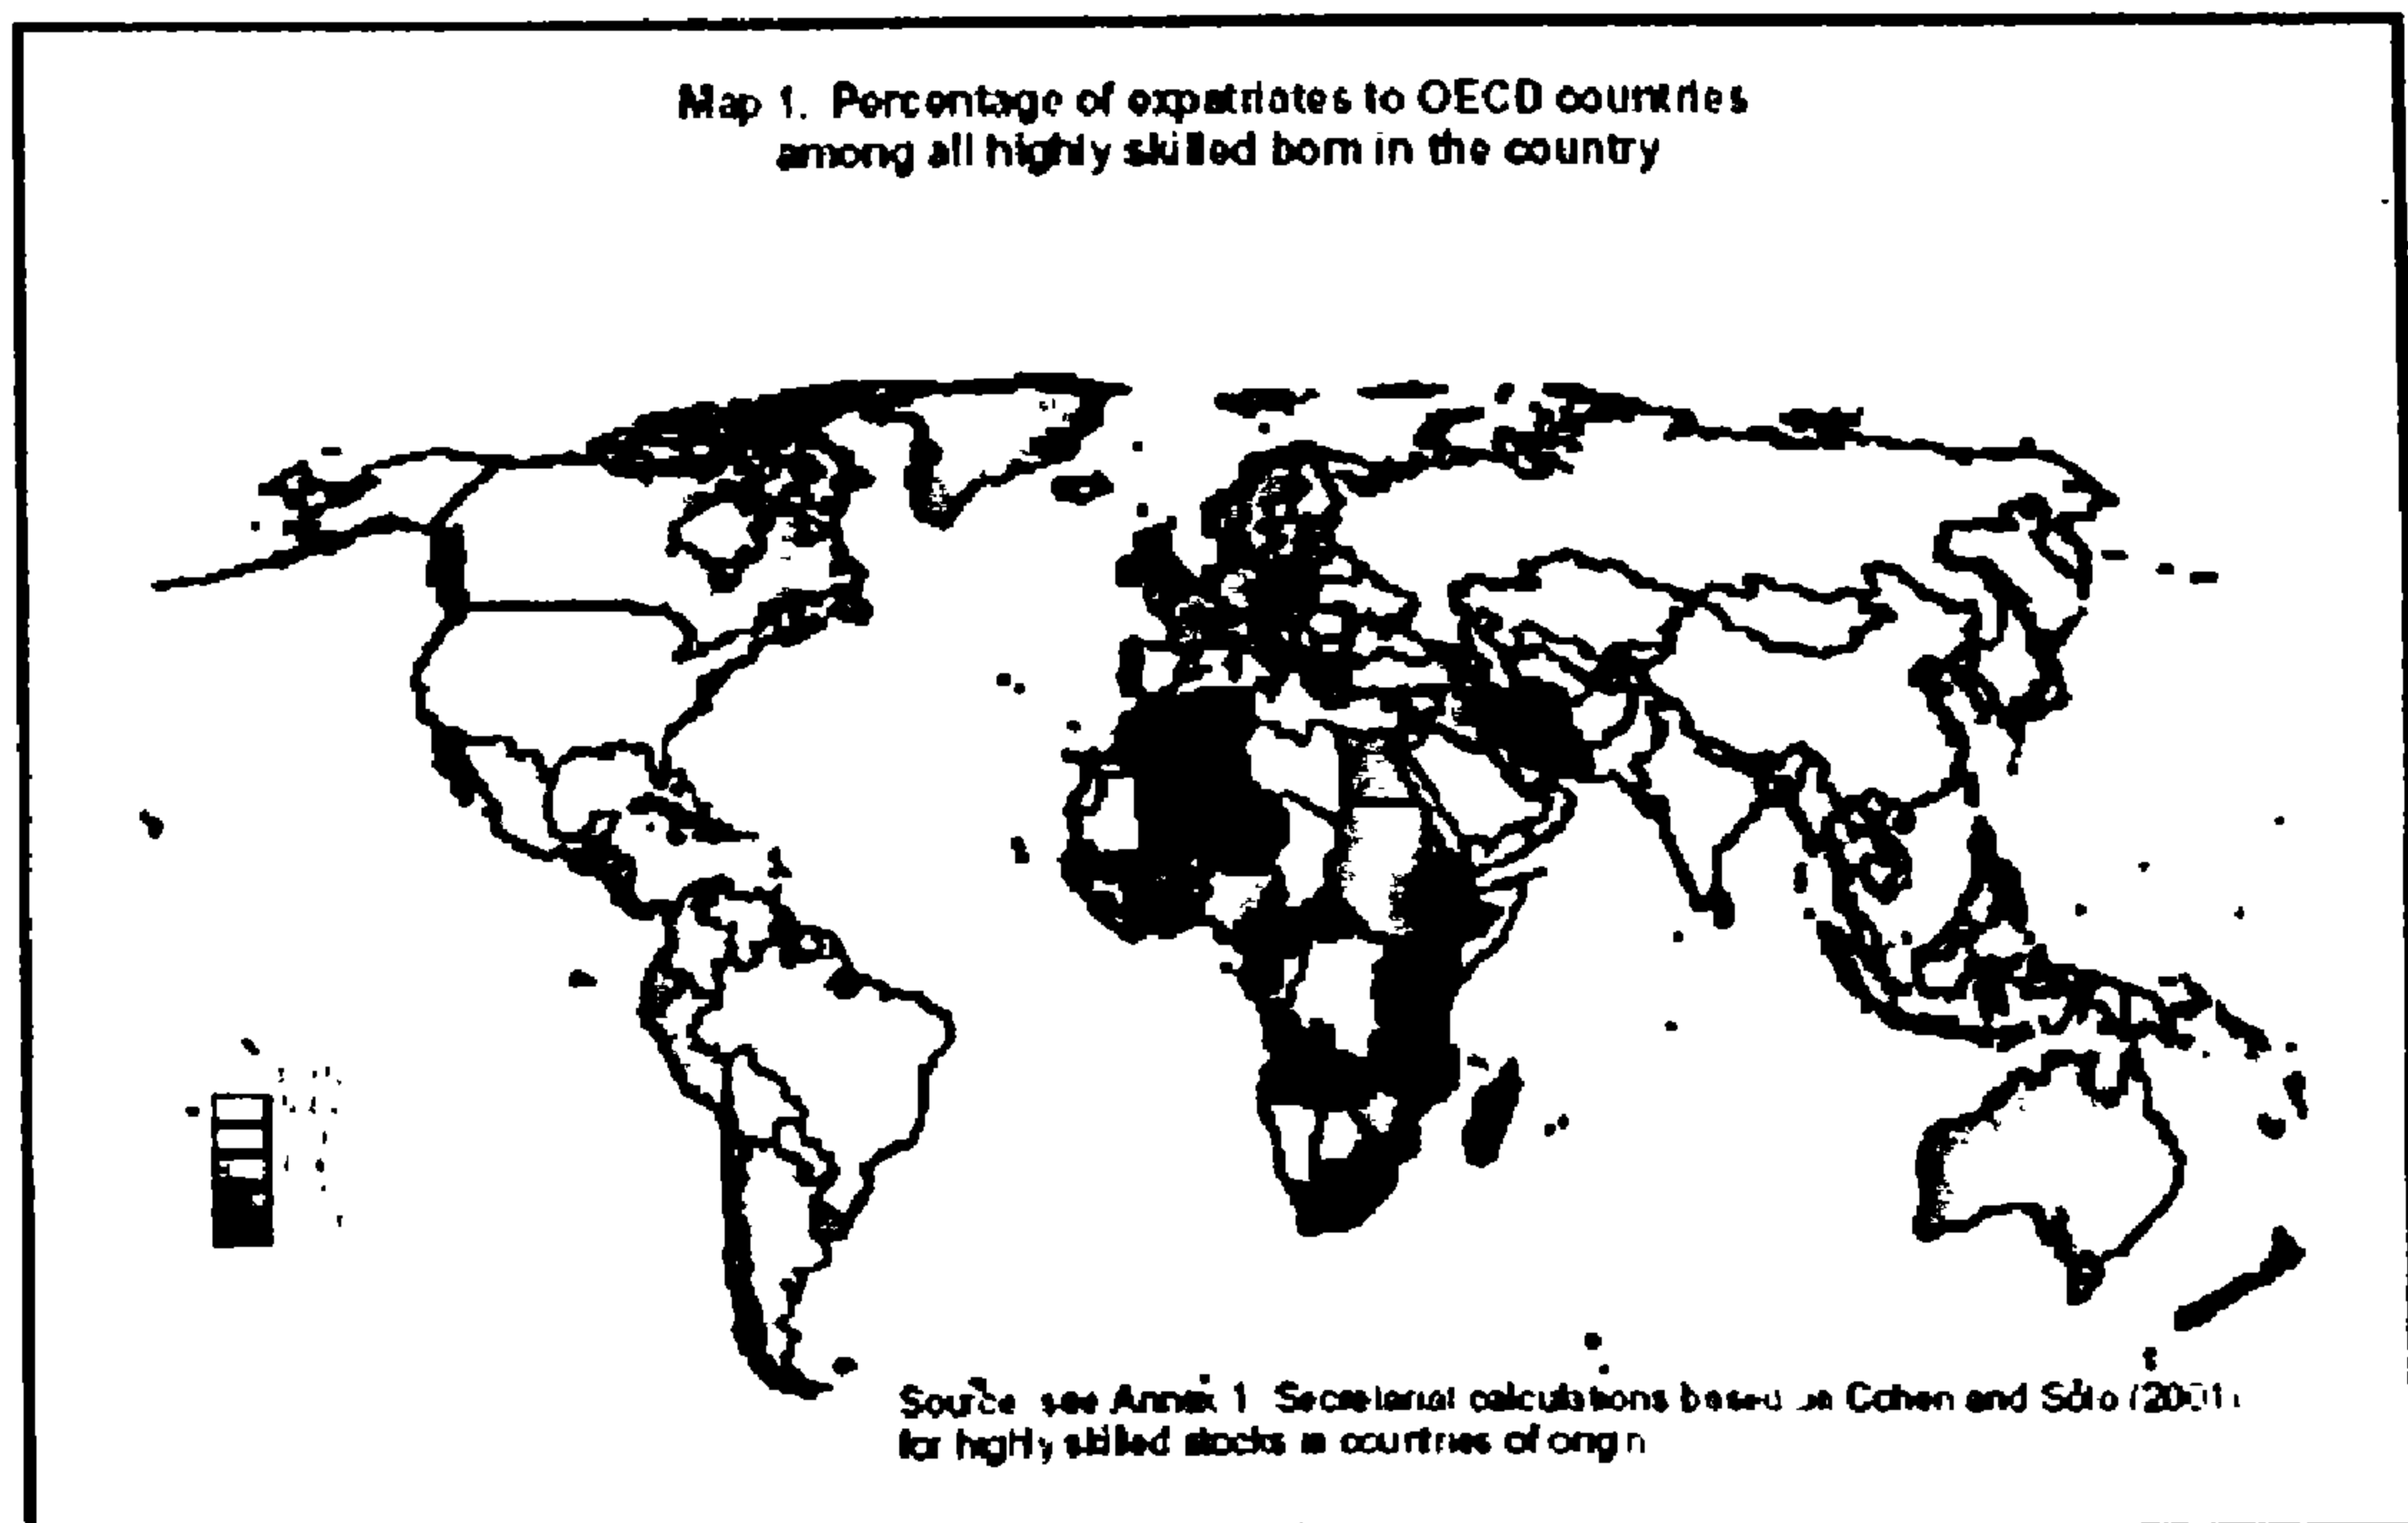 Map 1. Percentage of expatriates to OECD countries
among all highly skilled born in the country
Source see Annex 1 Secretariat calculations based on Cohen and Soto (2001)
for highly skilled stocks in countries of origin